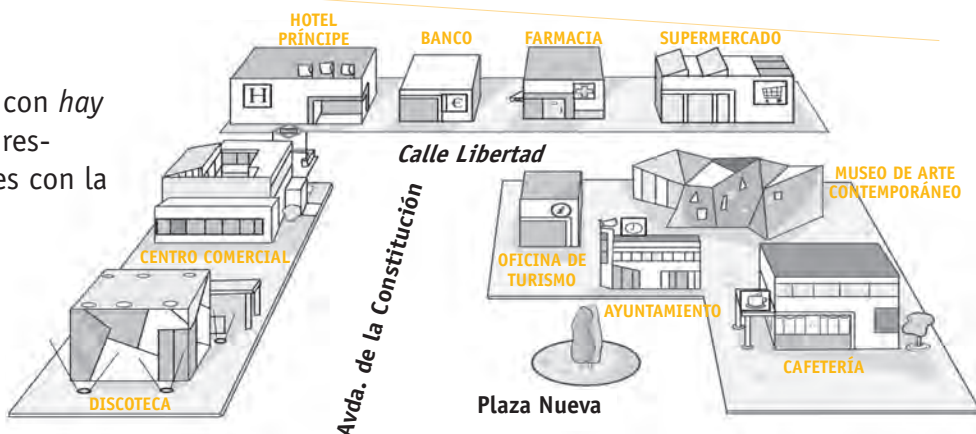 HOTEL
PRÍNCIPE
BANCO
FARMACIA
SUPERMERCADO
H
€
con hay
res-
es con la
Calle Libertad
MUSEO DE ARTE
CONTEMPORÁNEO
Avda. de la Constitución
CENTRO COMERCIAL
OFICINA DE
TURISMO
AYUNTAMIENTO
CAFETERÍA
DISCOTECA
Plaza Nueva